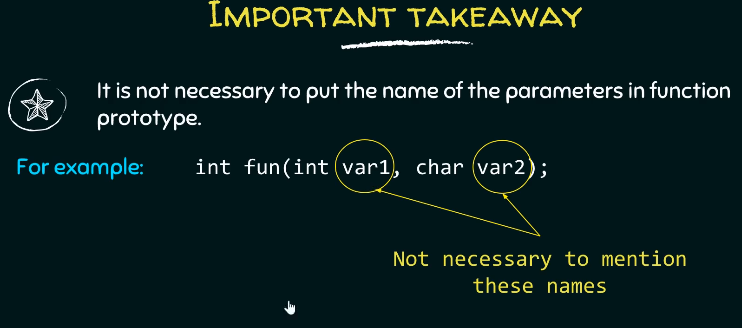 IMPORTANT TAKEAWAY
It is not necessary to put the name of the parameters in function
prototype.
For example: int fun(int var1, char var2);
Not necessary to mention
these names